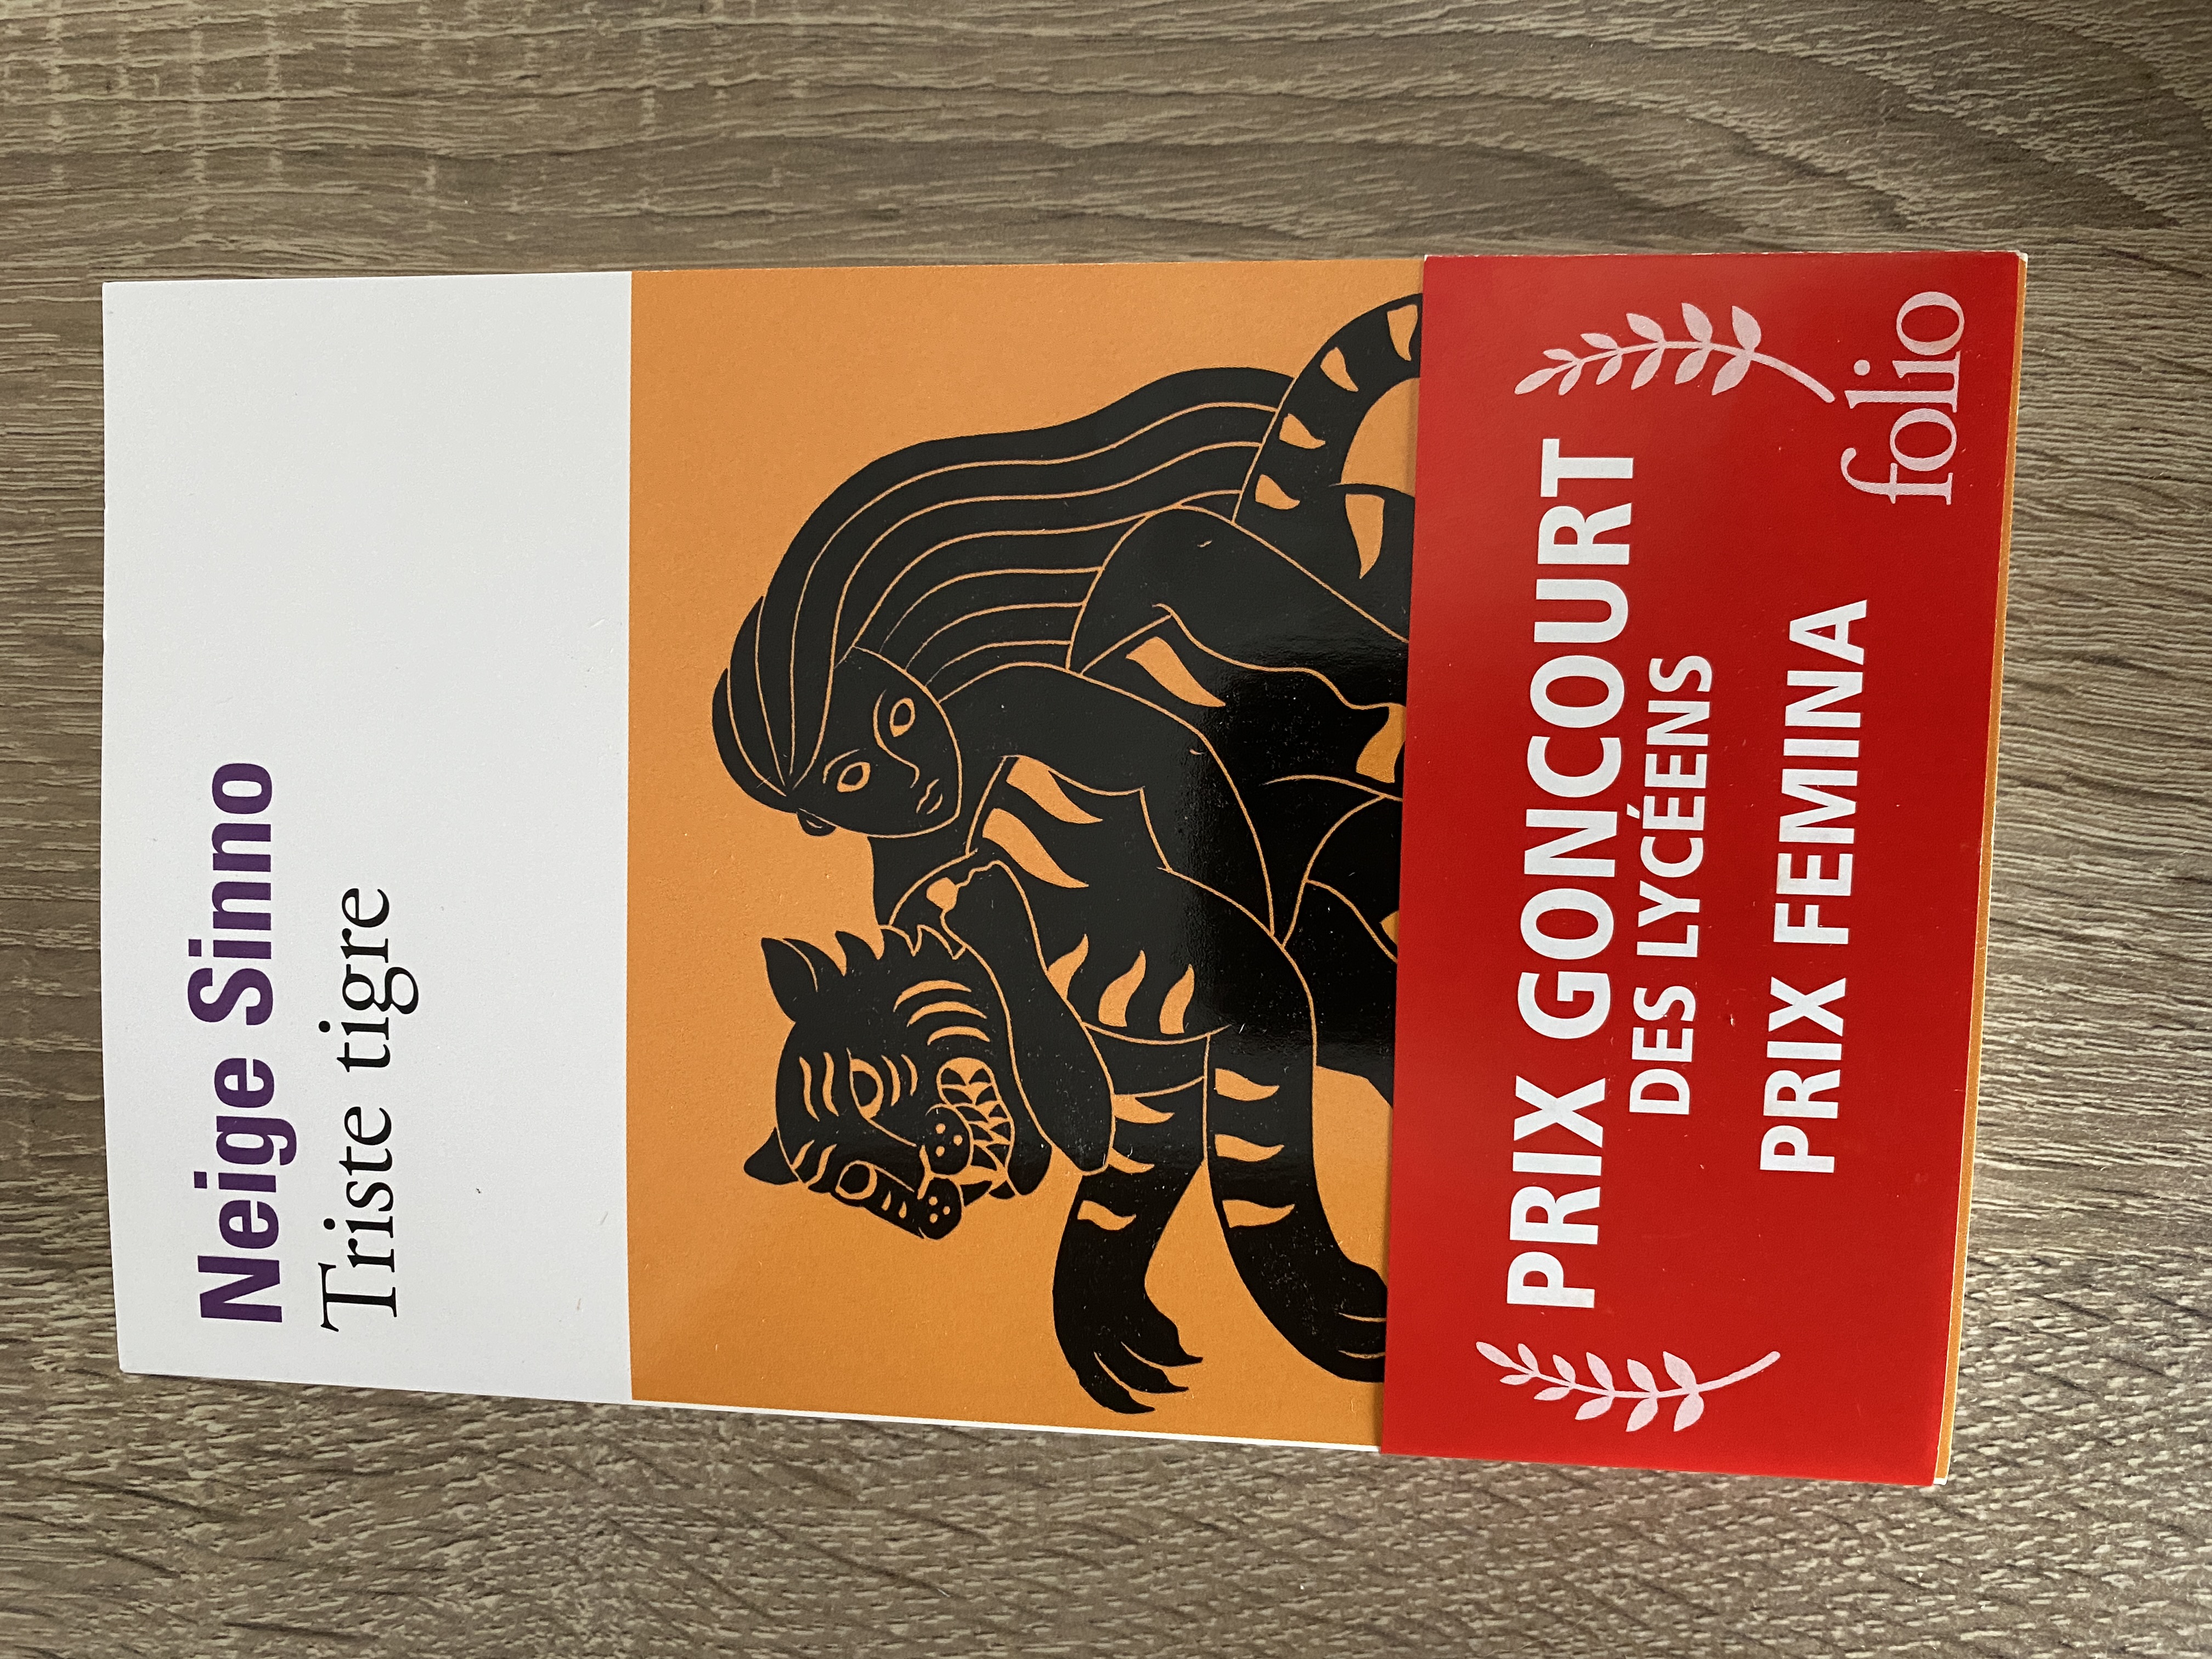 Neige Sinno
Triste tigre
PRIX GONCOURT
DES LYCÉENS
PRIX FEMINA
folio